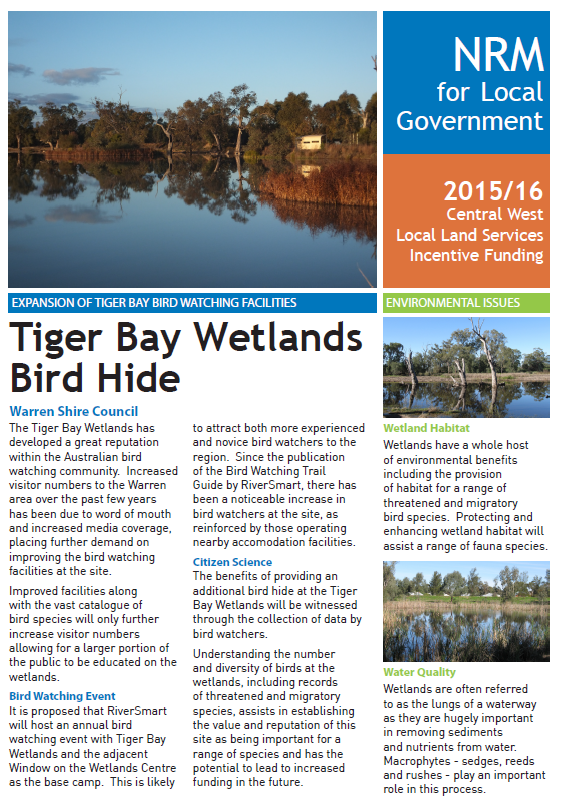 NRM
for Local
Government
2015/16
Central West
Local Land Services
Incentive Funding
EXPANSION OF TIGER BAY BIRD WATCHING FACILITIES
Tiger Bay Wetlands
Bird Hide
Warren Shire Council
The Tiger Bay Wetlands has
developed a great reputation
within the Australian bird
watching community.  Increased
visitor numbers to the Warren
area over the past few years
has been due to word of mouth
and increased media coverage,
placing further demand on
improving the bird watching
facilities at the site.
Improved facilities along
with the vast catalogue of
bird species will only further
increase visitor numbers
allowing for a larger portion of
the public to be educated on the
wetlands.
Bird Watching Event
It is proposed that RiverSmart
will host an annual bird
watching event with Tiger Bay
Wetlands and the adjacent
Window on the Wetlands Centre
as the base camp.  This is likely
to attract both more experienced
and novice bird watchers to the
region.  Since the publication
of the Bird Watching Trail
Guide by RiverSmart, there has
been a noticeable increase in
bird watchers at the site, as
reinforced by those operating
nearby accomodation facilities.
Citizen Science
The benefits of providing an
additional bird hide at the Tiger
Bay Wetlands will be witnessed
through the collection of data by
bird watchers.
Understanding the number
and diversity of birds at the
wetlands, including records
of threatened and migratory
species, assists in establishing
the value and reputation of this
site as being important for a
range of species and has the
potential to lead to increased
funding in the future.
ENVIRONMENTAL ISSUES
Wetland Habitat
Wetlands have a whole host
of environmental benefits
including the provision
of habitat for a range of
threatened and migratory
bird species.  Protecting and
enhancing wetland habitat will
assist a range of fauna species.
Water Quality
Wetlands are often referred
to as the lungs of a waterway
as they are hugely important
in removing sediments
and nutrients from water.
Macrophytes - sedges, reeds
and rushes - play an important
role in this process.